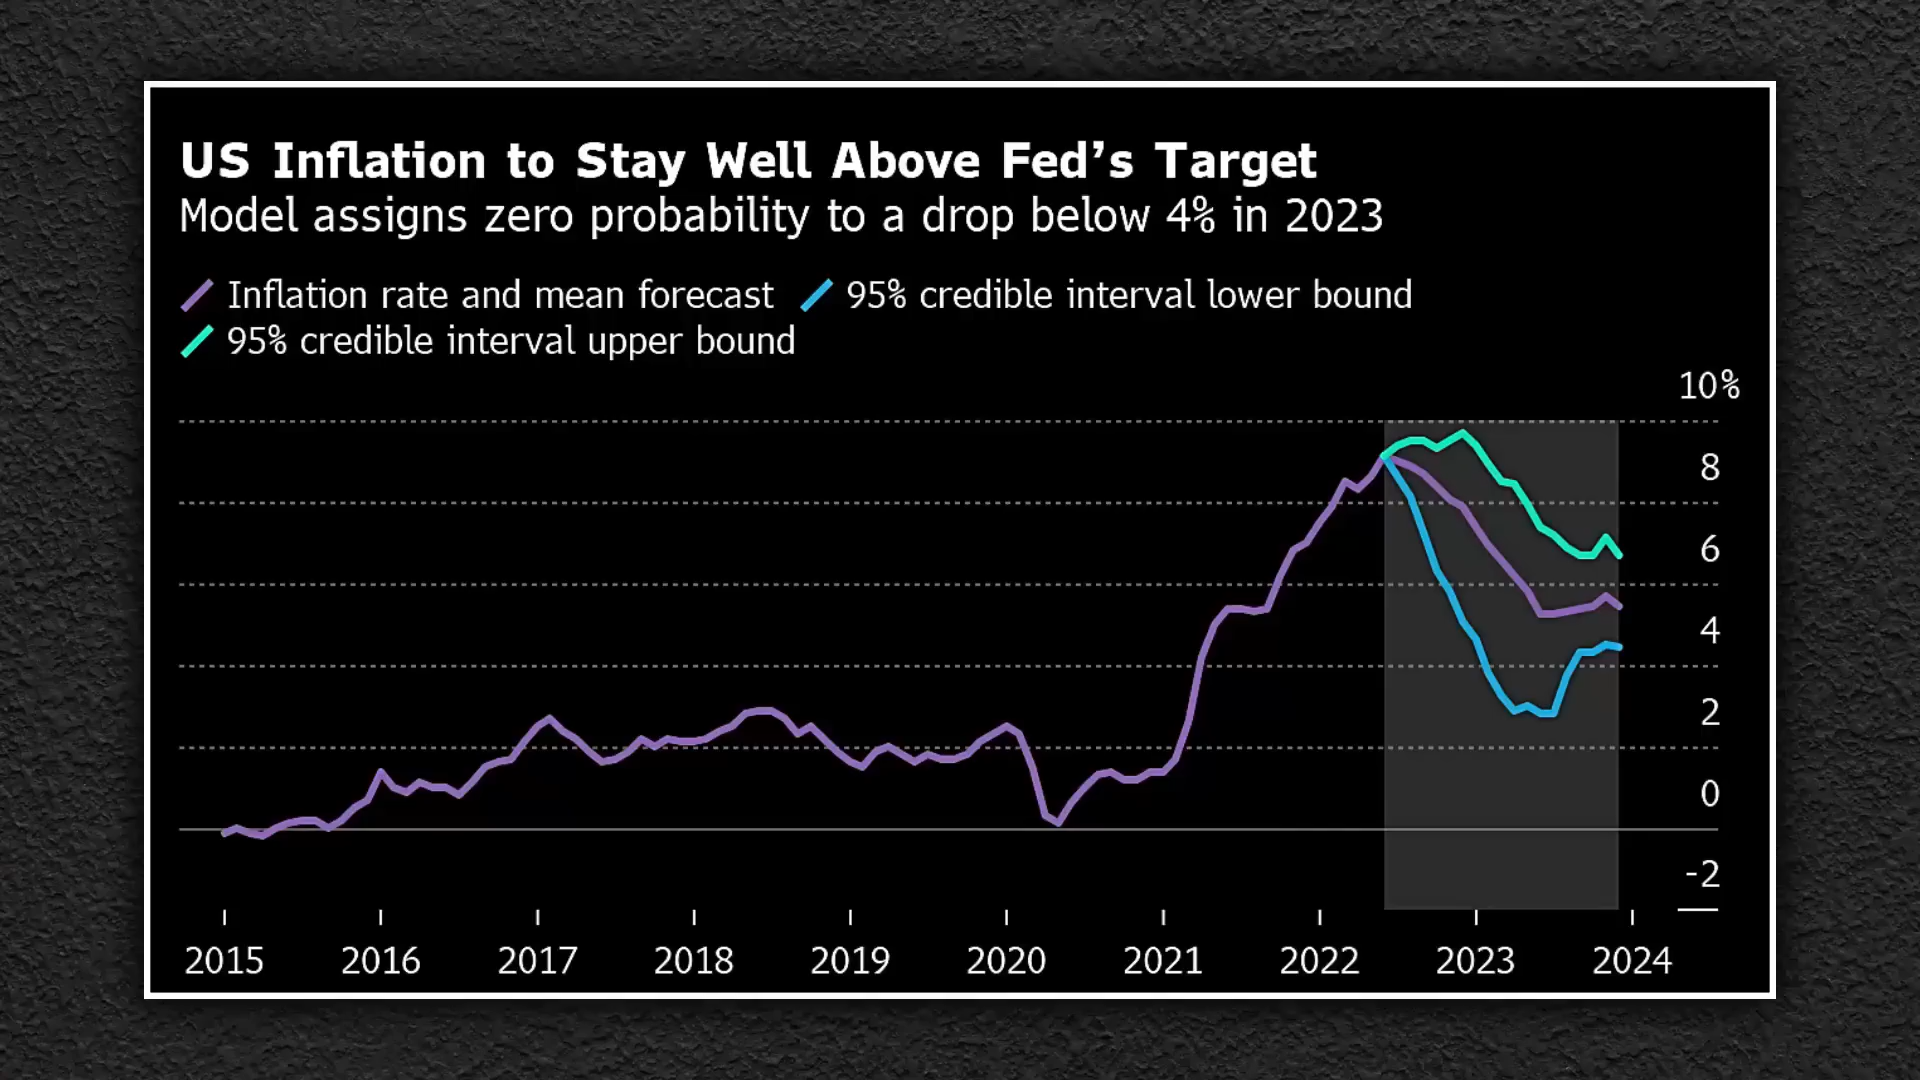 US Inflation to Stay Well Above Fed’s Target
Model assigns zero probability to a drop below 4% in 2023
Inflation rate and mean forecast 95% credible interval lower bound
95% credible interval upper bound
10%
8
6
4
2
0
-2
2015 2016 2017 2018 2019 2020 2021 2022 2023 2024